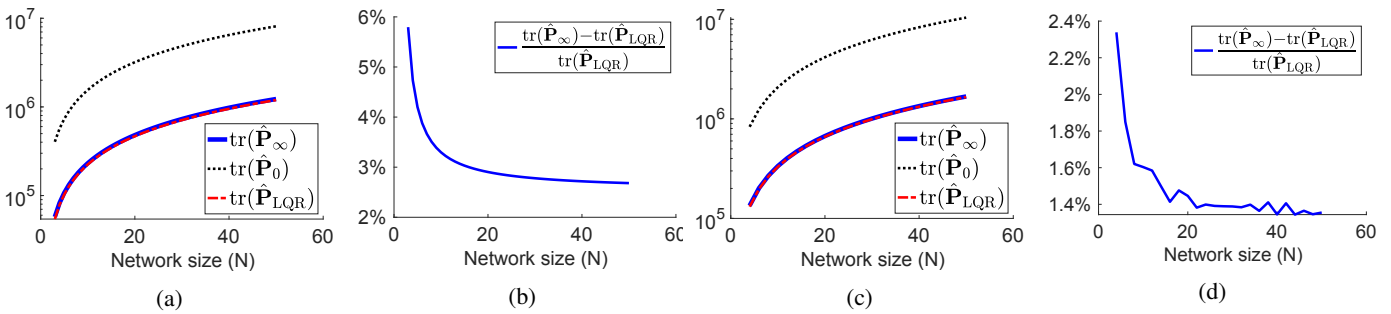 10^7
10^6
10^5
0
20
40
60
Network size (N)
tr(P̂_∞)
tr(P̂_0)
tr(P̂_LQR)
(a)
6%
5%
4%
3%
2%
0
20
40
60
Network size (N)
tr(P̂_∞)−tr(P̂_LQR)
tr(P̂_LQR)
(b)
10^7
10^6
10^5
0
20
40
60
Network size (N)
tr(P̂_∞)
tr(P̂_0)
tr(P̂_LQR)
(c)
2.4%
2.2%
2%
1.8%
1.6%
1.4%
0
20
40
60
Network size (N)
tr(P̂_∞)−tr(P̂_LQR)
tr(P̂_LQR)
(d)